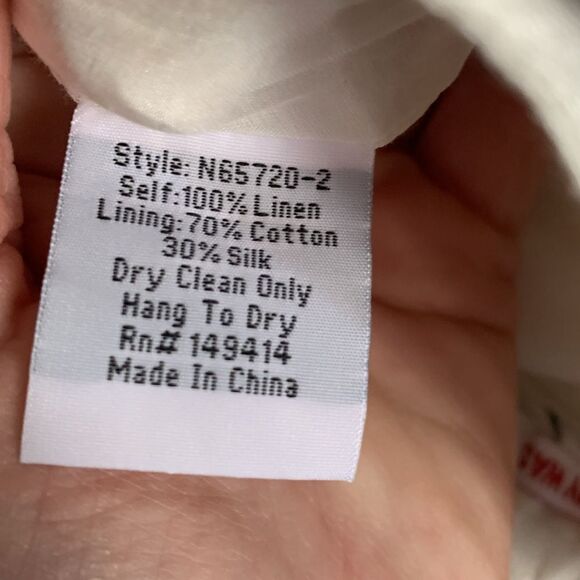 Style: N65720-2
Self:100% Linen
Lining:70% Cotton
30% Silk
Dry Clean Only
Hang To Dry
Rn# 149414
Made In China